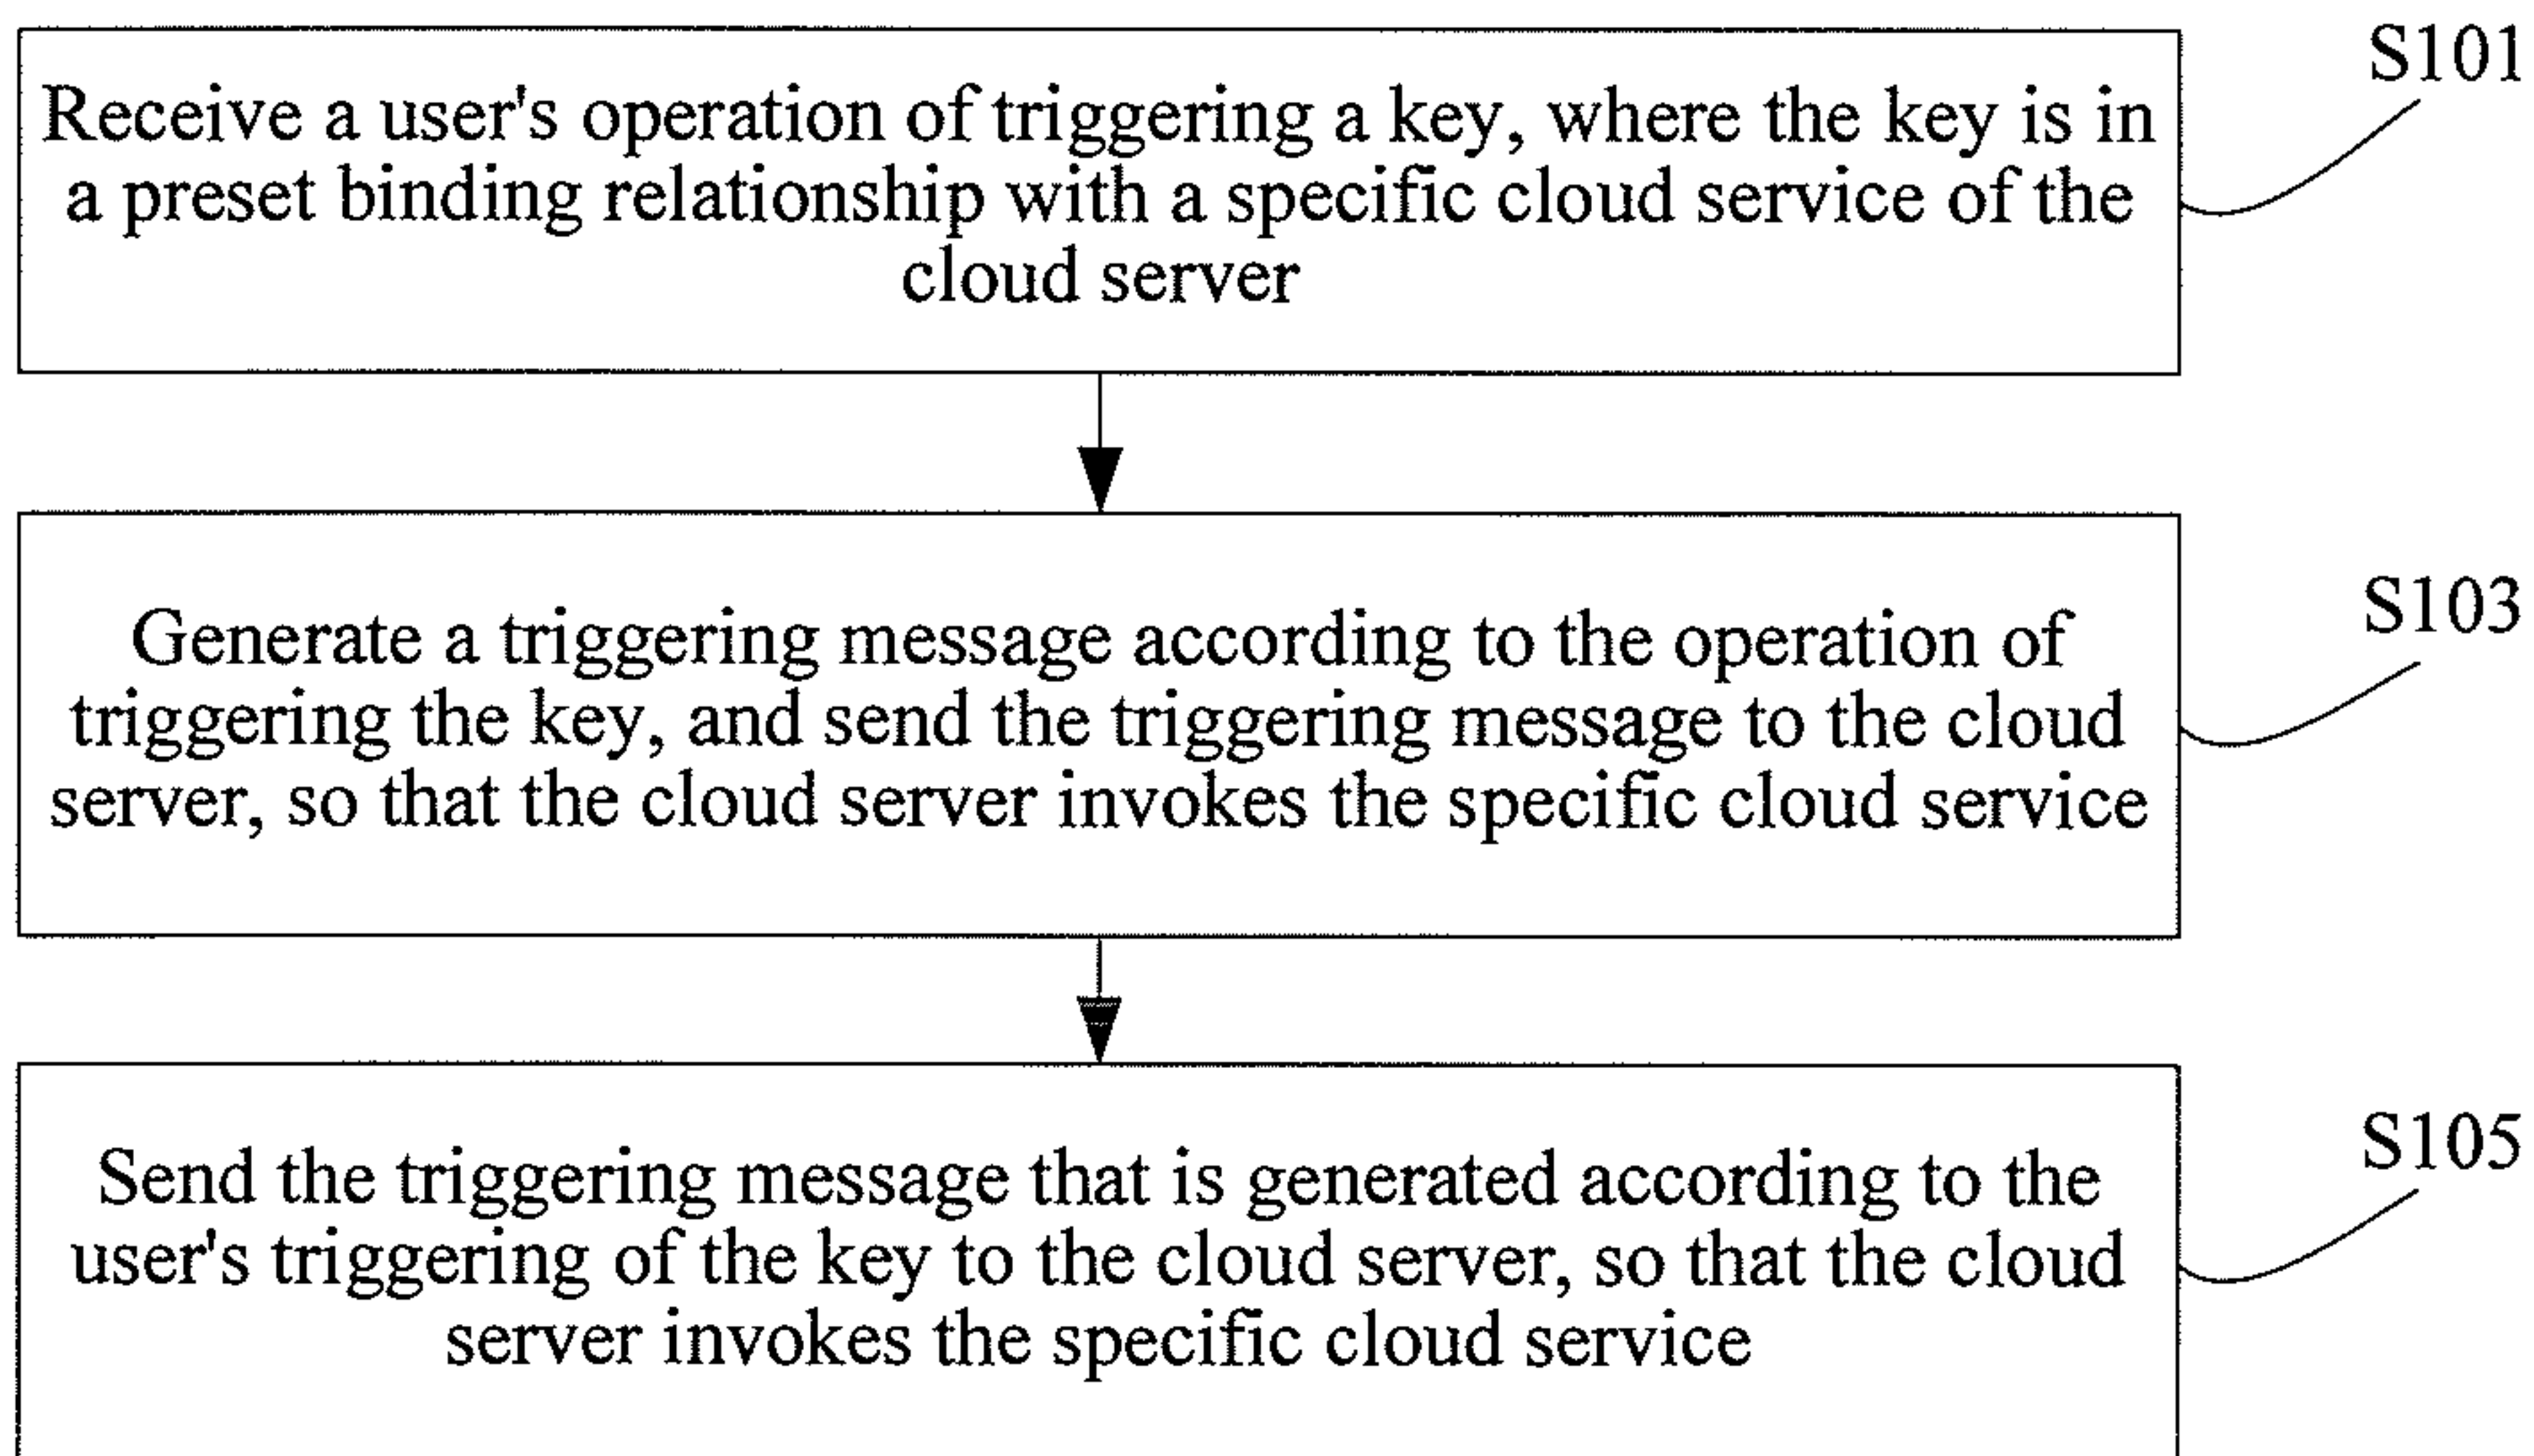 S101
Receive a user's operation of triggering a key, where the key is in
a preset binding relationship with a specific cloud service of the
cloud server
S103
Generate a triggering message according to the operation of
triggering the key, and send the triggering message to the cloud
server, so that the cloud server invokes the specific cloud service
S105
Send the triggering message that is generated according to the
user's triggering of the key to the cloud server, so that the cloud
server invokes the specific cloud service